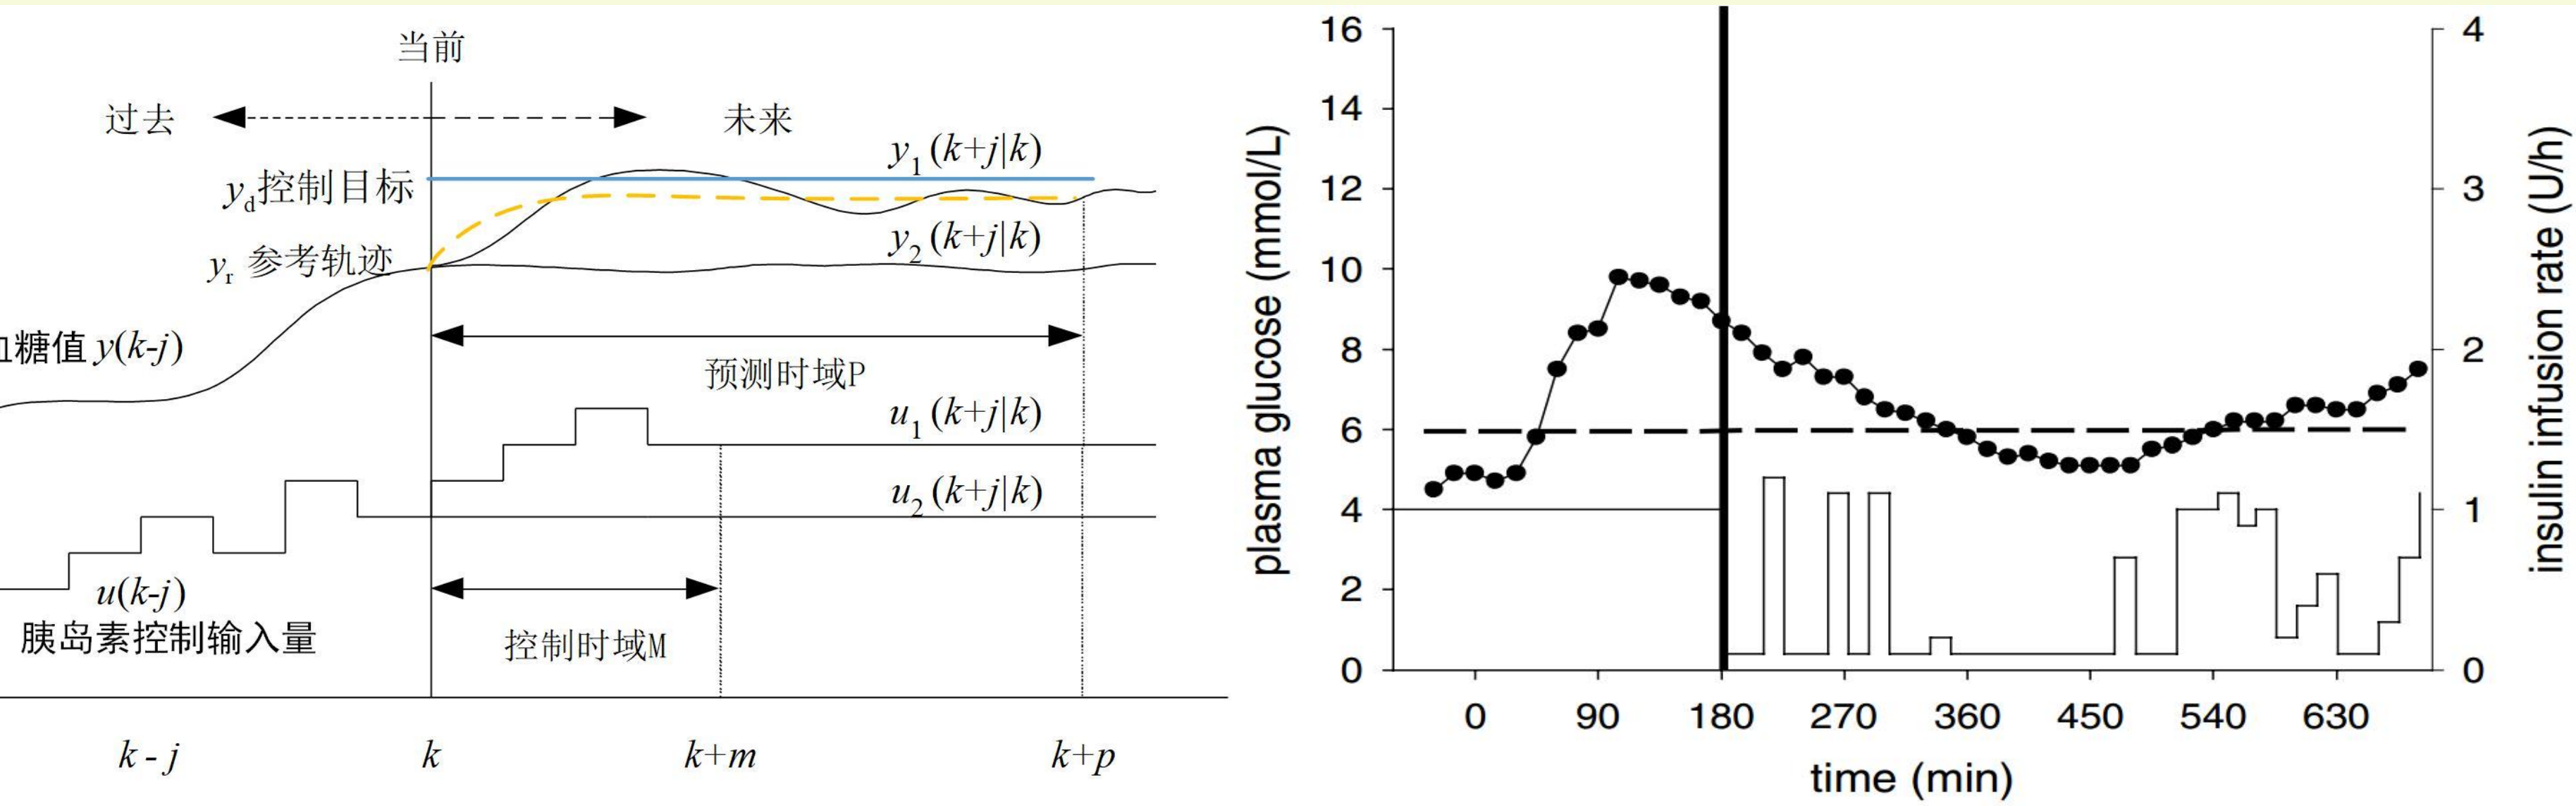 当前
过去
未来
y1(k+j|k)
yd控制目标
y2(k+j|k)
yr 参考轨迹
糖值y(k-j)
预测时域P
u1(k+j|k)
u2(k+j|k)
u(k-j)
胰岛素控制输入量
控制时域M
k-j
k
k+m
k+p
plasma glucose (mmol/L)
16
14
12
10
8
6
4
2
0
4
3
2
1
0
insulin infusion rate (U/h)
0 90 180 270 360 450 540 630
time (min)